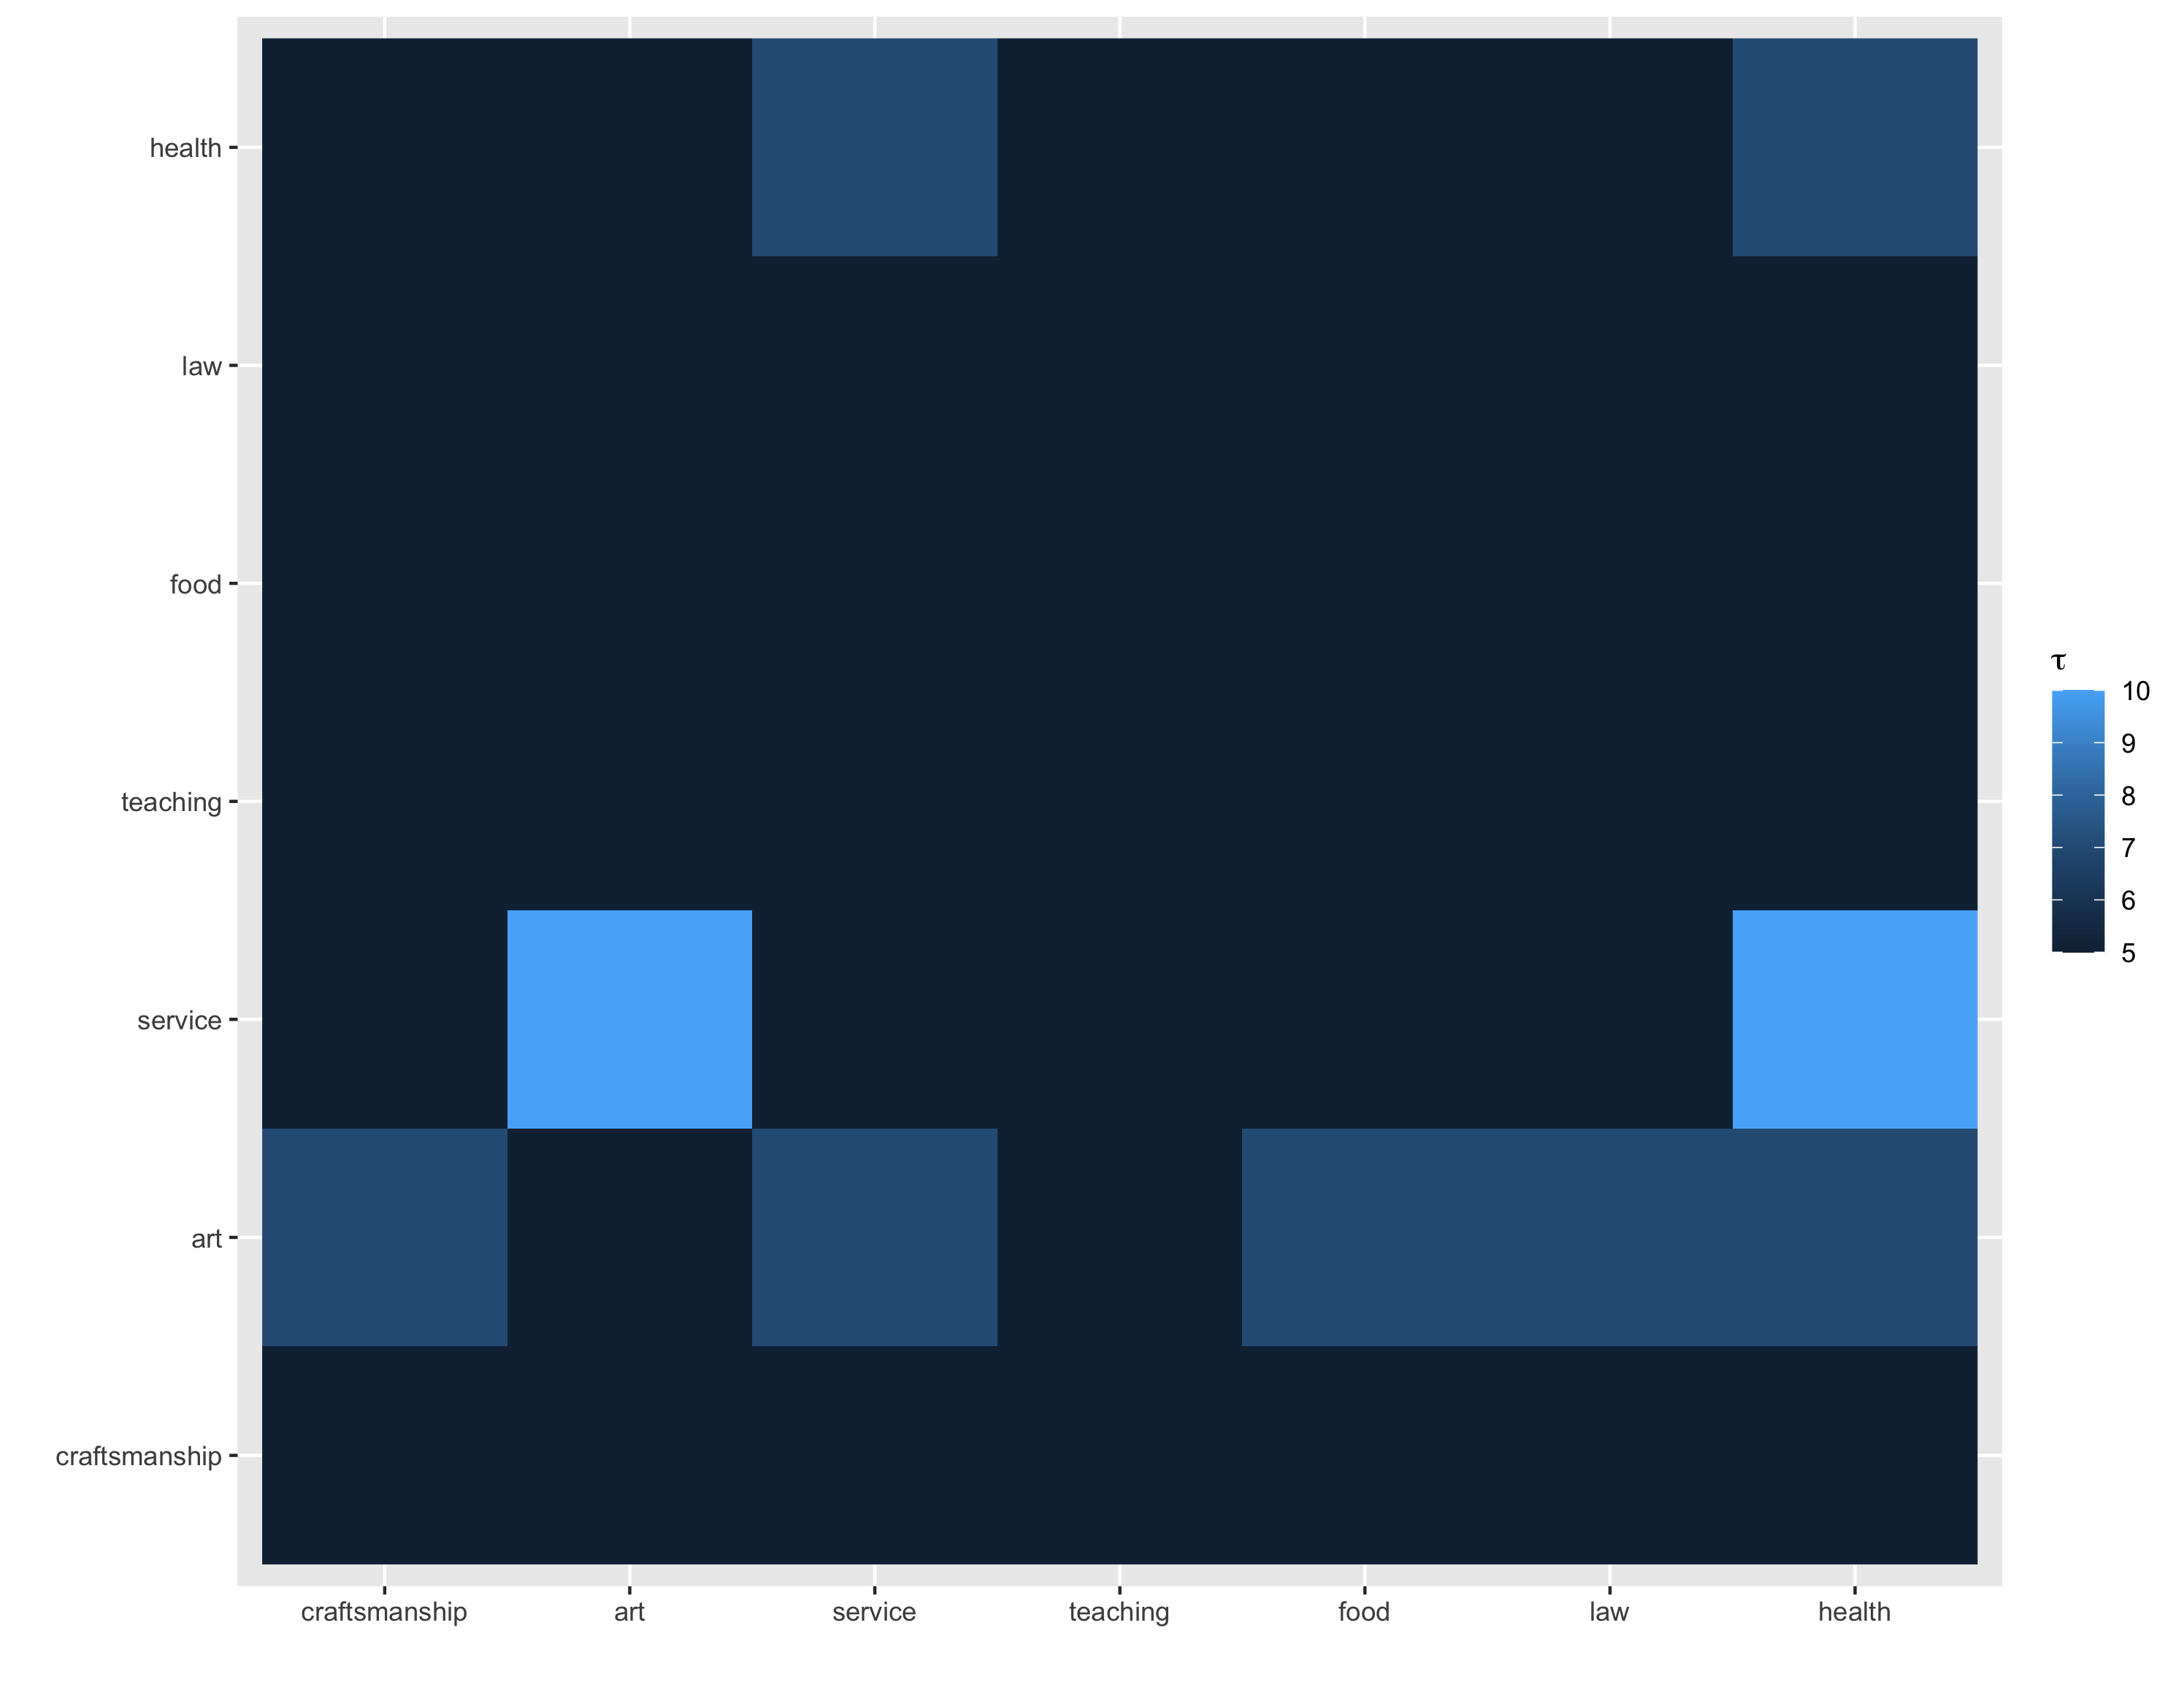 health
law
food
teaching
service
art
craftsmanship
craftsmanship art service teaching food law health
τ
10
9
8
7
6
5